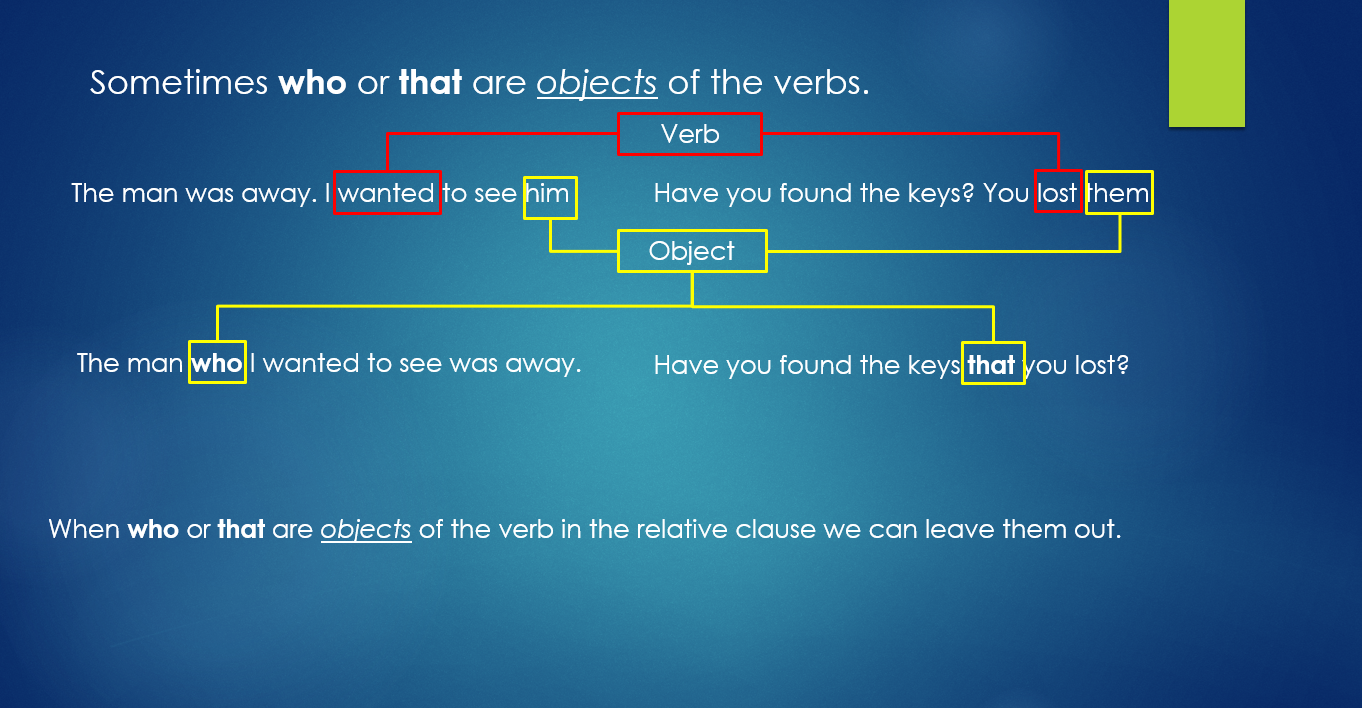 Sometimes who or that are objects of the verbs.
Verb
The man was away. I wanted to see him
Have you found the keys? You lost them
Object
The man who I wanted to see was away.
Have you found the keys that you lost?
When who or that are objects of the verb in the relative clause we can leave them out.